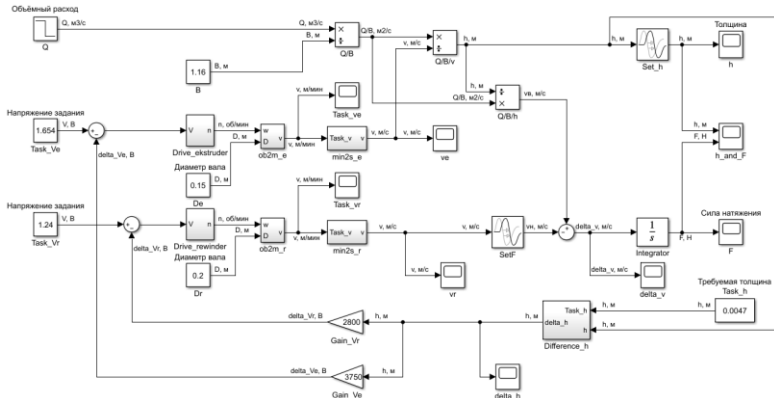 Объёмный расход
Q, м3/с
Q, м3/с
Q
B, м
Q/B
Q/B, м2/с
v, м/с
Q/B/v
h, м
Set_h
h, м
Толщина
h
1.16
B
B, м
h, м
Q/B, м2/с
Q/B/h
vв, м/с
v, м/мин
Task_ve
h, м
F, Н
h_and_F
Напряжение задания
1.654
V, В
Task_Ve
delta_Ve, В
V
n
Drive_ekstruder
n, об/мин
D, м
w
D
v
ob2m_e
v, м/мин
Task_v
v
min2s_e
v, м/с
v, м/с
ve
Диаметр вала
0.15
D, м
De
v, м/мин
Task_vr
Напряжение задания
1.24
V, В
Task_Vr
delta_Vr, В
V
n
Drive_rewinder
n, об/мин
D, м
w
D
v
ob2m_r
v, м/мин
Task_v
v
min2s_r
v, м/с
v, м/с
vr
v, м/с
SetF
vн, м/с
delta_v, м/с
1
s
Integrator
F, Н
Сила натяжения
F
delta_v, м/с
delta_v
Диаметр вала
0.2
D, м
Dr
Требуемая толщина
Task_h
0.0047
h, м
h, м
Task_h
delta_h
h
Difference_h
h, м
delta_Vr, В
2800
h, м
Gain_Vr
delta_Ve, В
3750
h, м
Gain_Ve
h, м
delta_h